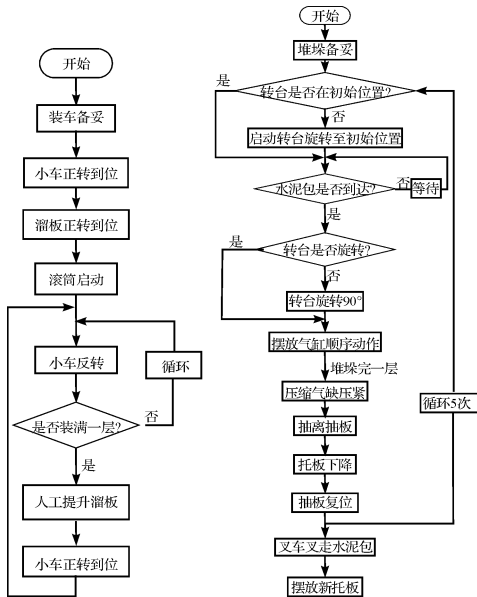 开始
装车备妥
小车正转到位
溜板正转到位
滚筒启动
小车反转
循环
是否装满一层?
否
是
人工提升溜板
小车正转到位
开始
堆垛备妥
是
转台是否在初始位置?
否
启动转台旋转至初始位置
水泥包是否到达?
否
等待
是
是
转台是否旋转?
否
转台旋转90°
摆放气缸顺序动作
堆垛完一层
压缩气缺压紧
循环5次
抽离抽板
托板下降
抽板复位
叉车叉走水泥包
摆放新托板